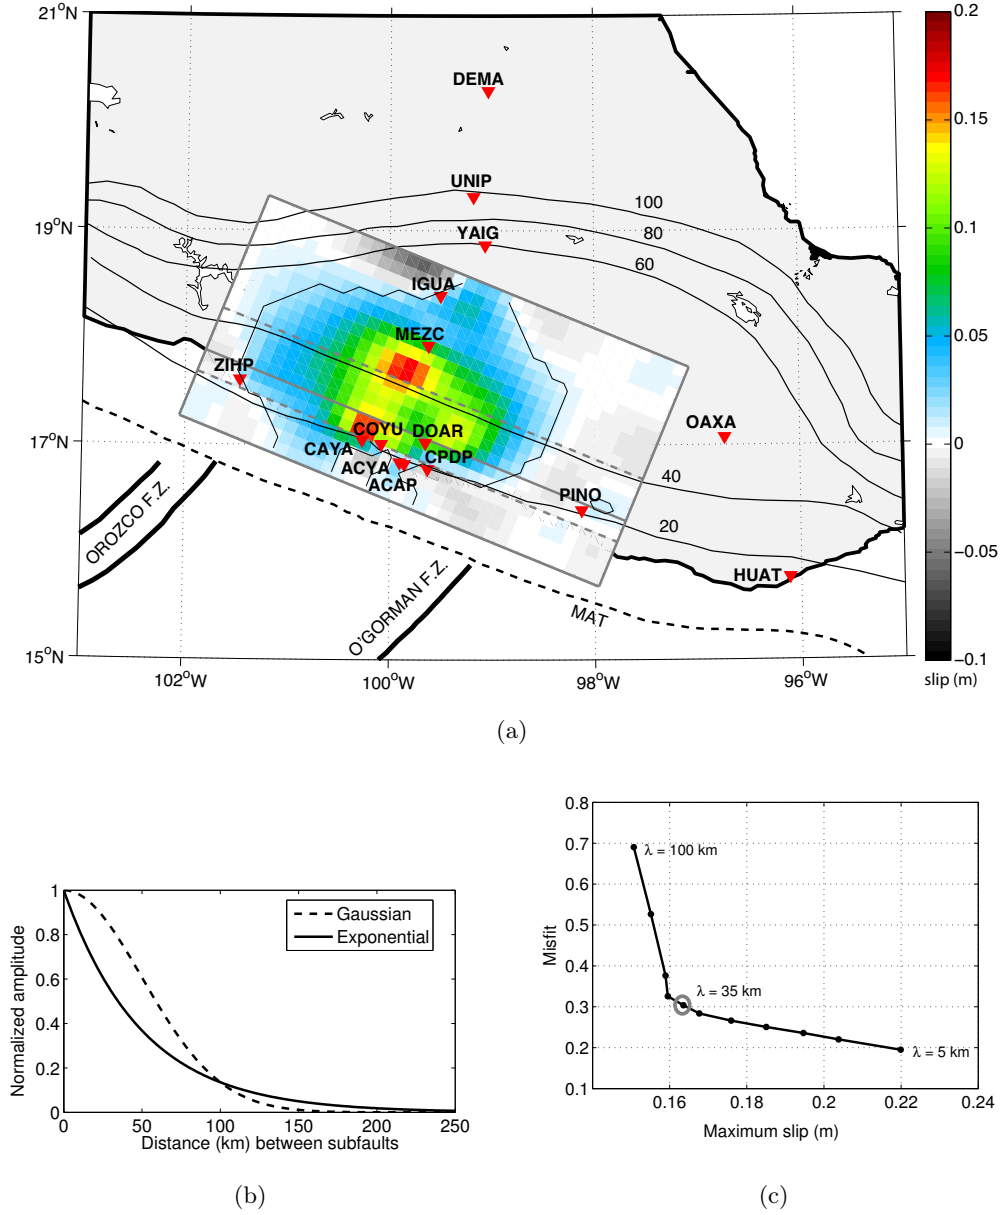 21°N
19°N
17°N
15°N
102°W
100°W
98°W
96°W
DEMA
UNIP
YAIG
IGUA
MEZC
ZIHP
COYU
DOAR
CAYA
CPDP
ACYA
ACAP
PINO
OAXA
HUAT
100
80
60
40
20
OROZCO F.Z.
O'GORMAN F.Z.
MAT
0.2
0.15
0.1
0.05
0
−0.05
−0.1
slip (m)
(a)
1
0.8
0.6
0.4
0.2
0
Normalized amplitude
Gaussian
Exponential
0 50 100 150 200 250
Distance (km) between subfaults
(b)
0.8
0.7
0.6
0.5
0.4
0.3
0.2
0.1
Misfit
λ = 100 km
λ = 35 km
λ = 5 km
0.16 0.18 0.2 0.22 0.24
Maximum slip (m)
(c)